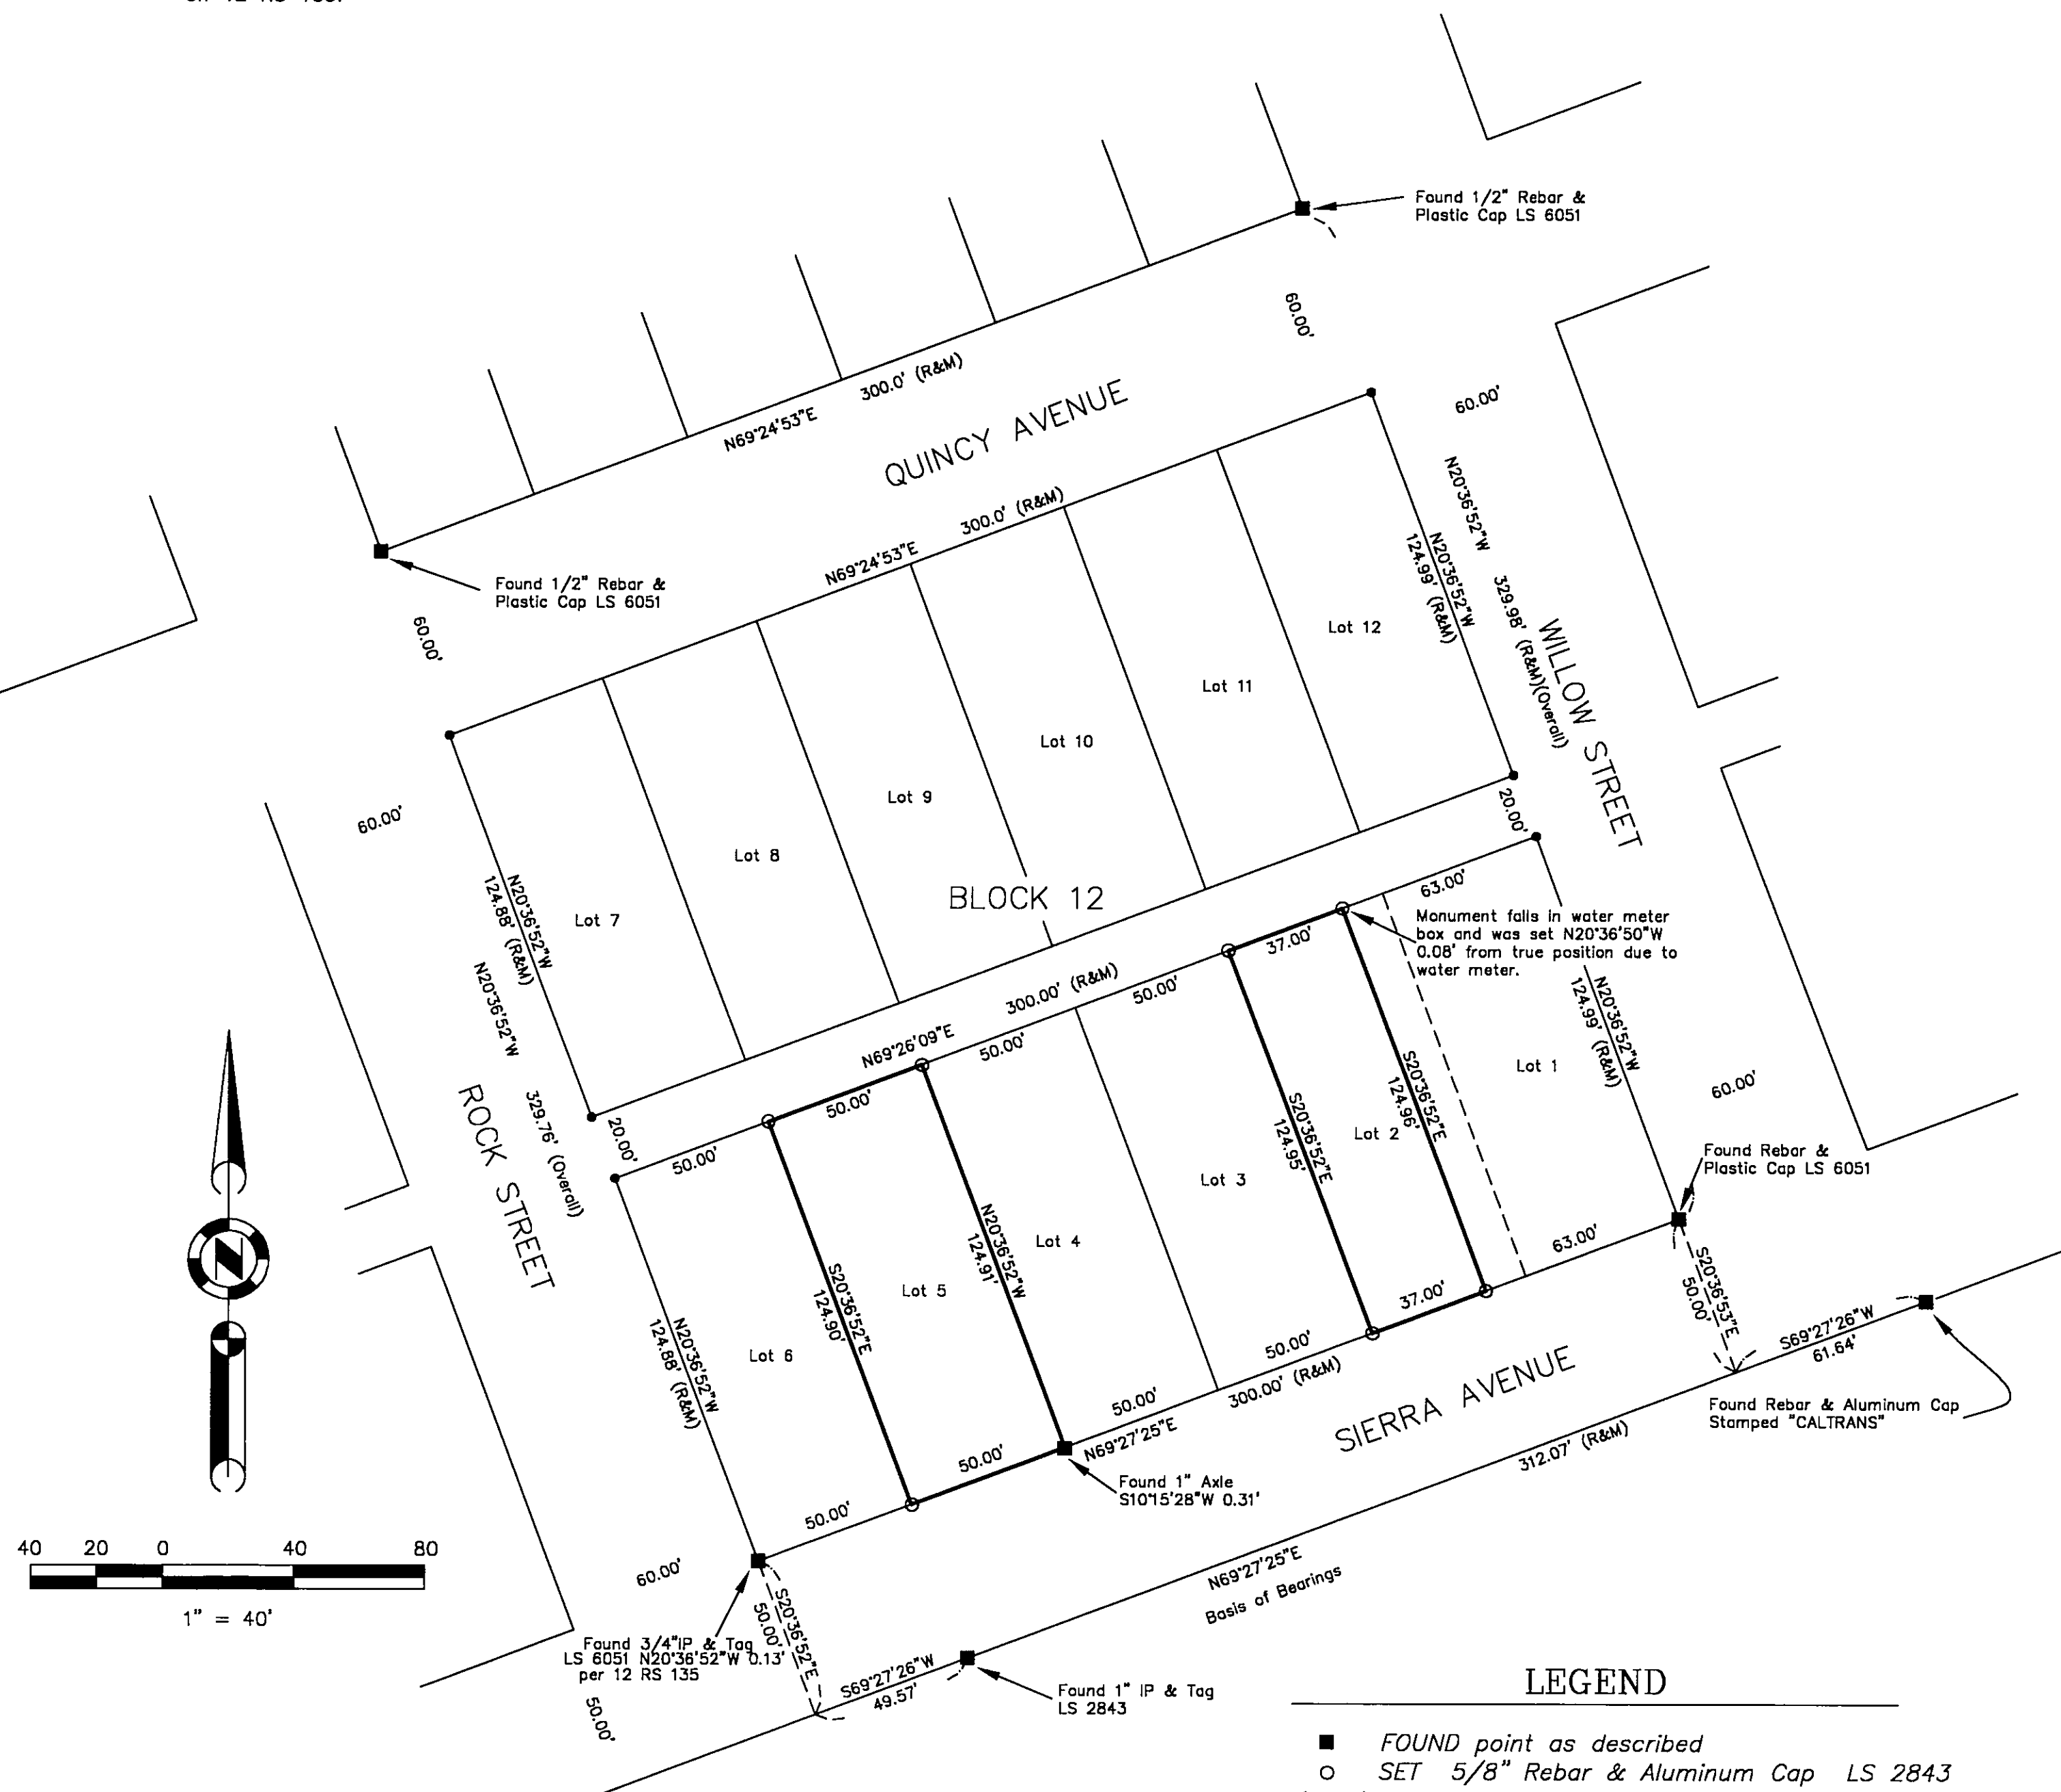 Found 1/2" Rebar &
Plastic Cap LS 6051
60.00'
300.0' (R&M)
N69°24'53"E
QUINCY AVENUE
60.00'
N20°36'52"W
329.98' (R&M)(Overall)
WILLOW STREET
300.0' (R&M)
N69°24'53"E
N20°36'52"W
124.99' (R&M)
Found 1/2" Rebar &
Plastic Cap LS 6051
60.00'
Lot 12
Lot 11
Lot 10
Lot 9
Lot 8
Lot 7
60.00'
20.00'
BLOCK 12
N20°36'52"W
124.88' (R&M)
N20°36'52"W
329.76' (Overall)
ROCK STREET
63.00'
Monument falls in water meter
box and was set N20°36'50"W
0.08' from true position due to
water meter.
37.00'
300.00' (R&M)
50.00'
N69°26'09"E
50.00'
50.00'
20.00'
50.00'
N20°36'52"W
124.99' (R&M)
Lot 1
60.00'
S20°36'52"E
124.96'
Lot 2
S20°36'52"E
124.95'
Lot 3
Lot 4
N20°36'52"W
124.91'
Lot 5
S20°36'52"E
124.90'
Lot 6
N20°36'52"W
124.88' (R&M)
Found Rebar &
Plastic Cap LS 6051
63.00'
37.00'
S20°36'53"E
50.00'
S69°27'26"W
61.64'
50.00'
300.00' (R&M)
SIERRA AVENUE
50.00'
N69°27'25"E
50.00'
50.00'
Found Rebar & Aluminum Cap
Stamped "CALTRANS"
312.07' (R&M)
Found 1" Axle
S10°15'28"W 0.31'
N69°27'25"E
Basis of Bearings
N
40 20 0 40 80
1" = 40'
60.00'
S20°36'52"E
50.00'
Found 3/4"IP & Tag
LS 6051 N20°36'52"W 0.13'
per 12 RS 135
50.00'
S69°27'26"W
49.57'
Found 1" IP & Tag
LS 2843
LEGEND
FOUND point as described
SET 5/8" Rebar & Aluminum Cap LS 2843